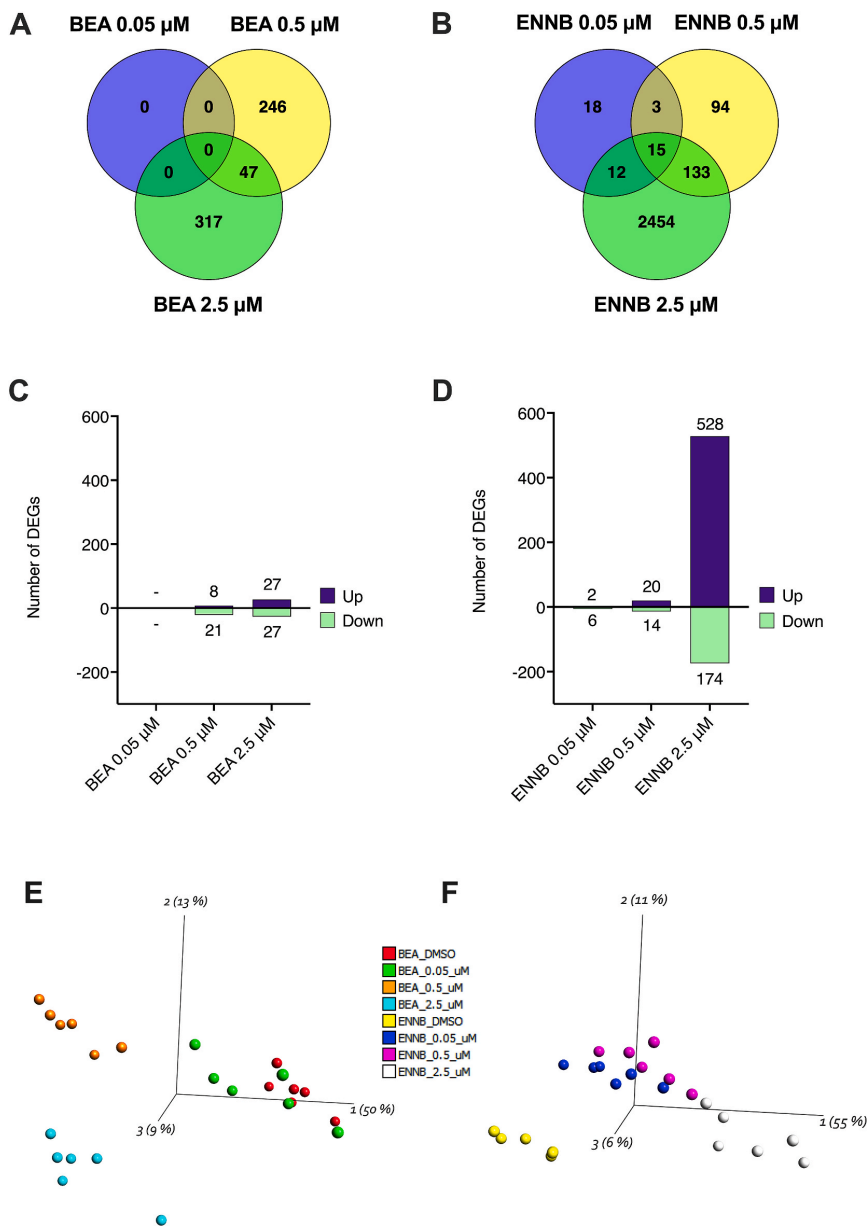 A
BEA 0.05 µM
BEA 0.5 µM
0
0
246
0
0
47
317
BEA 2.5 µM
B
ENNB 0.05 µM
ENNB 0.5 µM
18
3
94
15
12
133
2454
ENNB 2.5 µM
C
Number of DEGs
600
400
200
0
-200
-
-
8
21
27
27
Up
Down
BEA 0.05 µM
BEA 0.5 µM
BEA 2.5 µM
D
Number of DEGs
600
400
200
0
-200
2
6
20
14
528
174
Up
Down
ENNB 0.05 µM
ENNB 0.5 µM
ENNB 2.5 µM
E
2 (13 %)
1 (50 %)
3 (9 %)
BEA_DMSO
BEA_0.05_uM
BEA_0.5_uM
BEA_2.5_uM
ENNB_DMSO
ENNB_0.05_uM
ENNB_0.5_uM
ENNB_2.5_uM
F
2 (11 %)
1 (55 %)
3 (6 %)